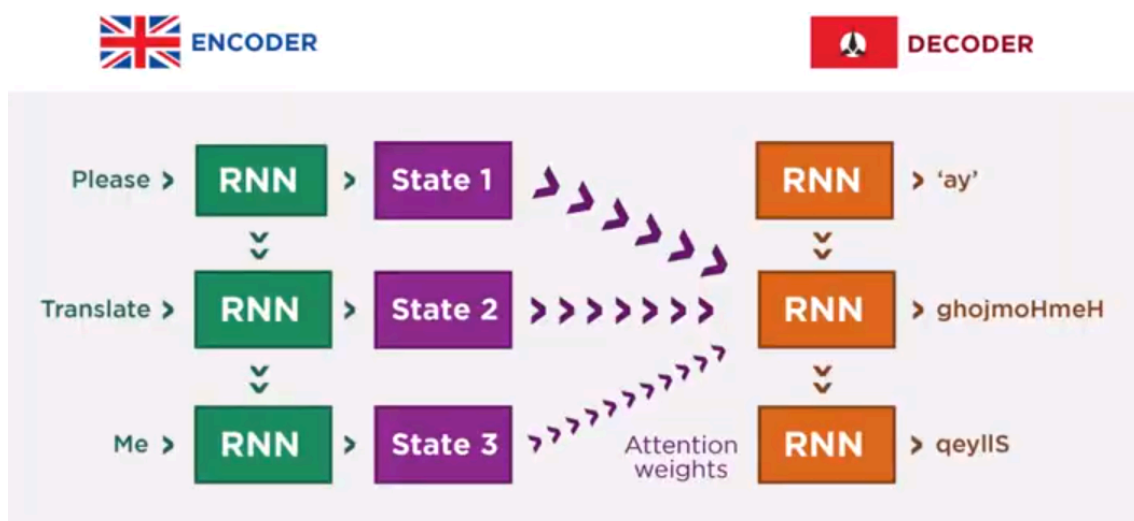 ENCODER
DECODER
Please
RNN
State 1
RNN
‘ay’
Translate
RNN
State 2
RNN
ghojmoHmeH
Me
RNN
State 3
Attention
weights
RNN
qeyllS